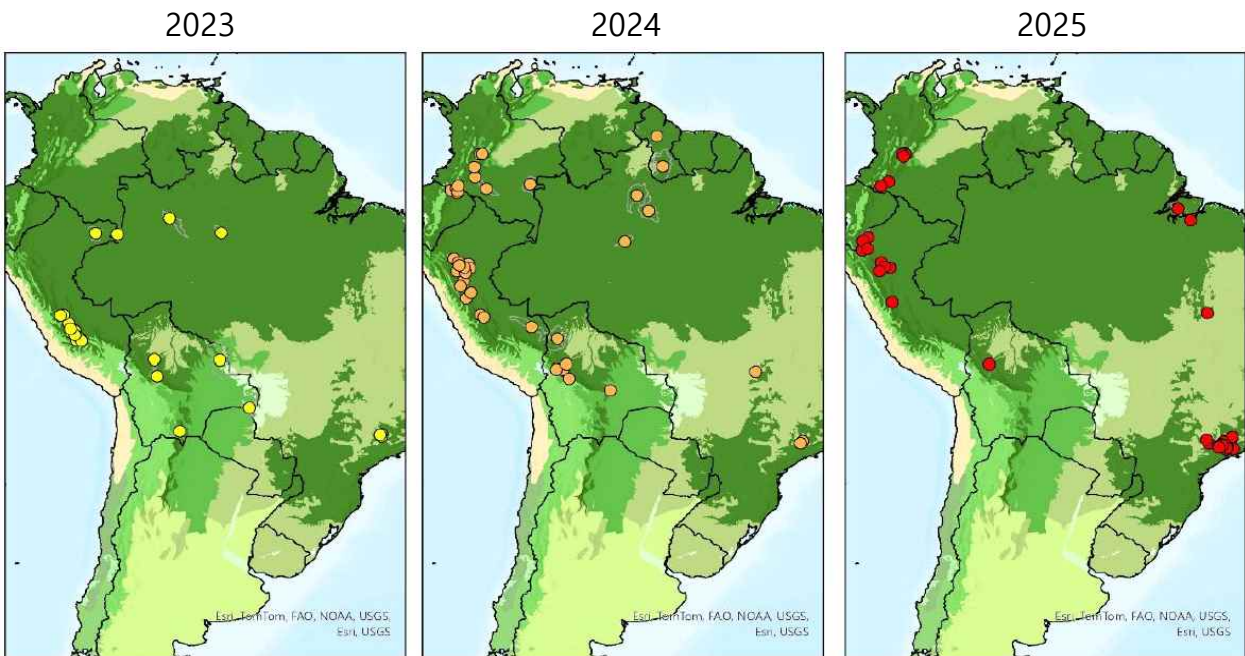 2023
2024
2025
Esri, TomTom, FAO, NOAA, USGS,
Esri, USGS
Esri, TomTom, FAO, NOAA, USGS,
Esri, USGS
Esri, TomTom, FAO, NOAA, USGS,
Esri, USGS